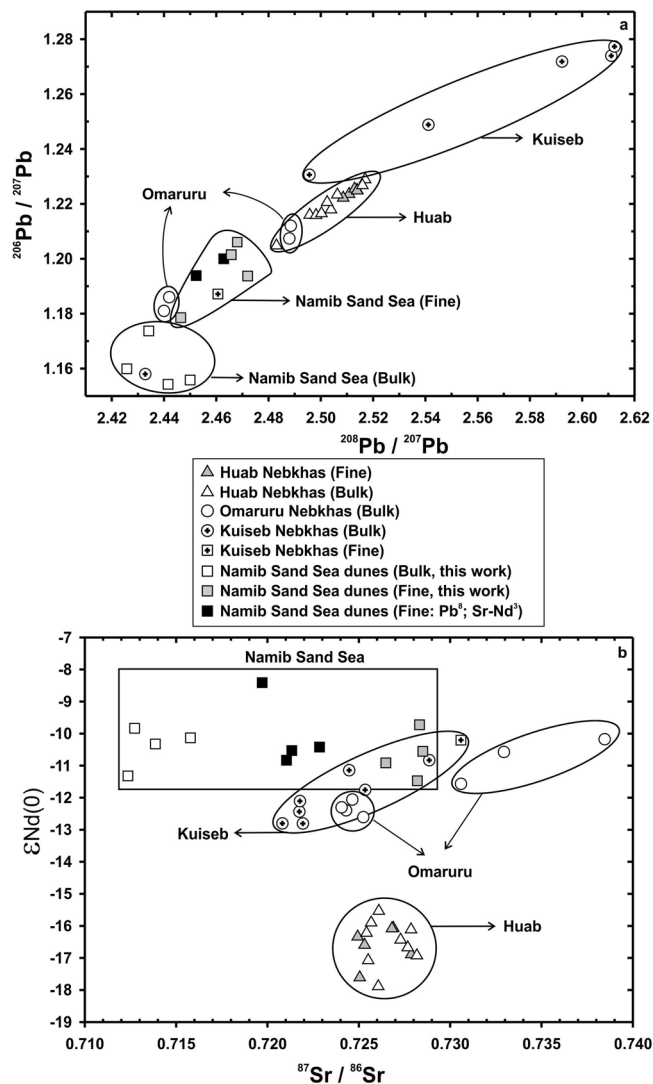 a
1.28
1.26
1.24
1.22
1.20
1.18
1.16
²⁰⁶Pb / ²⁰⁷Pb
Kuiseb
Omaruru
Huab
Namib Sand Sea (Fine)
Namib Sand Sea (Bulk)
2.42 2.44 2.46 2.48 2.50 2.52 2.54 2.56 2.58 2.60 2.62
²⁰⁸Pb / ²⁰⁷Pb
Huab Nebkhas (Fine)
Huab Nebkhas (Bulk)
Omaruru Nebkhas (Bulk)
Kuiseb Nebkhas (Bulk)
Kuiseb Nebkhas (Fine)
Namib Sand Sea dunes (Bulk, this work)
Namib Sand Sea dunes (Fine, this work)
Namib Sand Sea dunes (Fine: Pb⁸; Sr-Nd³)
b
-7
-8
-9
-10
-11
-12
-13
-14
-15
-16
-17
-18
-19
εNd(0)
Namib Sand Sea
Kuiseb
Omaruru
Huab
0.710 0.715 0.720 0.725 0.730 0.735 0.740
⁸⁷Sr / ⁸⁶Sr